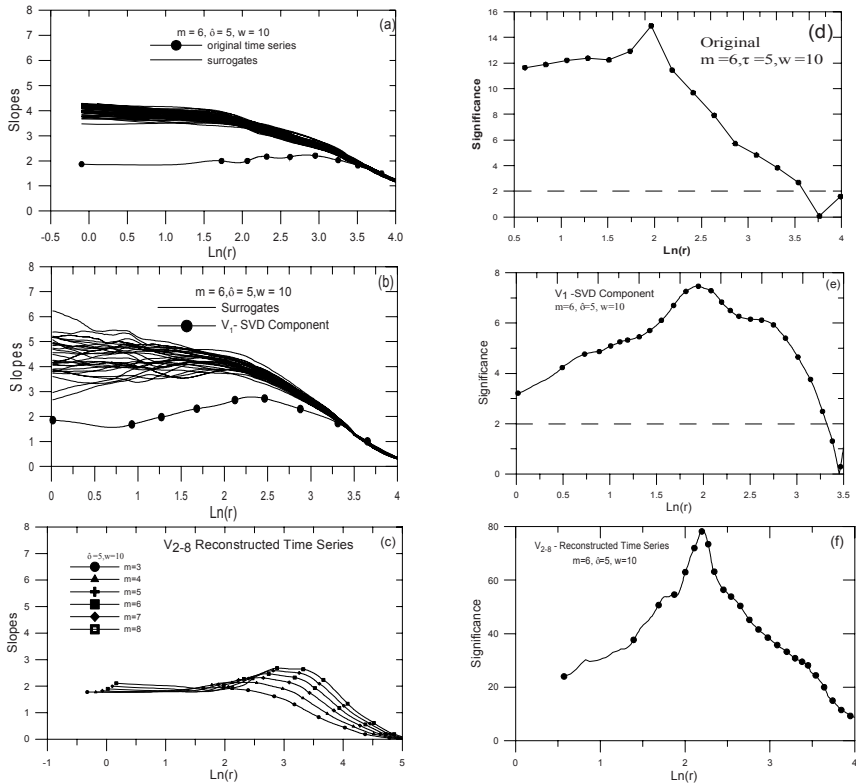 (a)
m = 6, ô = 5, w = 10
original time series
surrogates
Slopes
8
7
6
5
4
3
2
1
0
-0.5 0.0 0.5 1.0 1.5 2.0 2.5 3.0 3.5 4.0
Ln(r)
(d)
Original
m =6,τ =5,w =10
Significance
16
14
12
10
8
6
4
2
0
0.5 1 1.5 2 2.5 3 3.5 4
Ln(r)
(b)
m = 6,ô = 5,w = 10
Surrogates
V1- SVD Component
Slopes
8
7
6
5
4
3
2
1
0
0 0.5 1 1.5 2 2.5 3 3.5 4
Ln(r)
(e)
V1 -SVD Component
m=6, ô=5, w=10
Significance
8
6
4
2
0
0 0.5 1 1.5 2 2.5 3 3.5
Ln(r)
(c)
V2-8 Reconstructed Time Series
ô=5,w=10
m=3
m=4
m=5
m=6
m=7
m=8
Slopes
8
7
6
5
4
3
2
1
0
-1 0 1 2 3 4 5
Ln(r)
(f)
V2-8 - Reconstructed Time Series
m=6, ô=5, w=10
Significance
80
60
40
20
0
0 1 2 3 4
Ln(r)